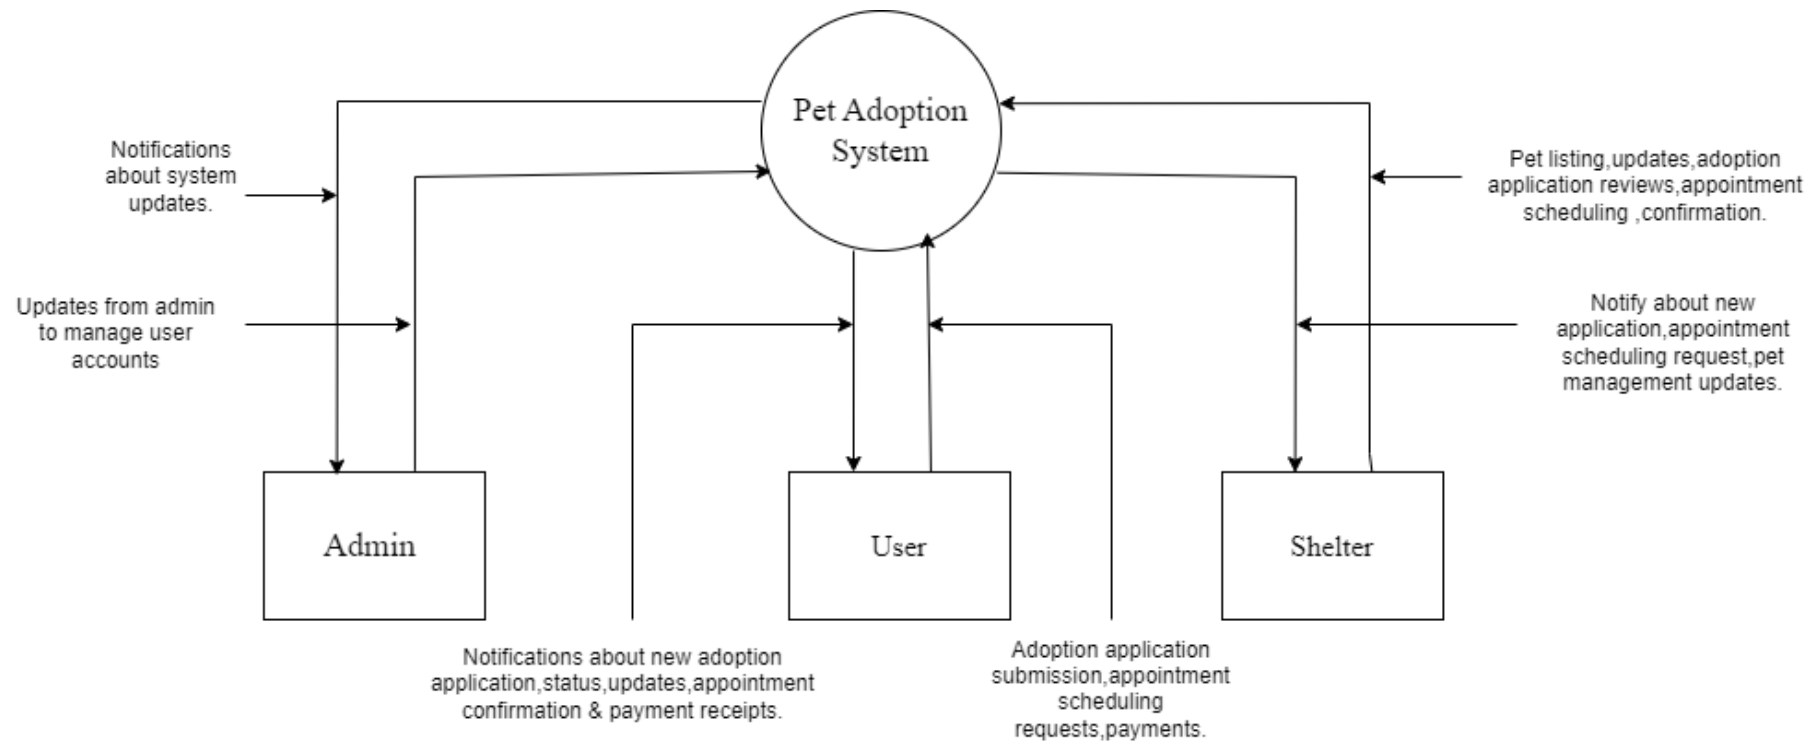 Pet Adoption
System
Notifications
about system
updates.
Pet listing,updates,adoption
application reviews,appointment
scheduling ,confirmation.
Updates from admin
to manage user
accounts
Notify about new
application,appointment
scheduling request,pet
management updates.
Admin
User
Shelter
Notifications about new adoption
application,status,updates,appointment
confirmation & payment receipts.
Adoption application
submission,appointment
scheduling
requests,payments.